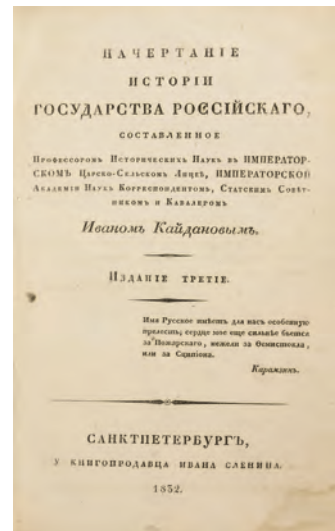 НАЧЕРТАНІЕ
ИСТОРІИ
ГОСУДАРСТВА РОССІЙСКАГО,
СОСТАВЛЕННОЕ
Профессоромъ Историческихъ Наукъ въ ИМПЕРАТОР-
СКОМЪ Царско-Сельскомъ Лицеѣ, ИМПЕРАТОРСКОЙ
Академіи Наукъ Корреспондентомъ, Статскимъ Совѣт-
никомъ и Кавалеромъ
Иваномъ Кайдановымъ.
Изданіе третіе.
Имя Русское имѣетъ для насъ особенную
прелесть; сердце мое еще сильнѣе бьется
за Пожарскаго, нежели за Ѳемистокла,
или за Сципіона.
Карамзинъ.
САНКТПЕТЕРБУРГЪ,
У КНИГОПРОДАВЦА ИВАНА СЛЕНИНА.
1832.